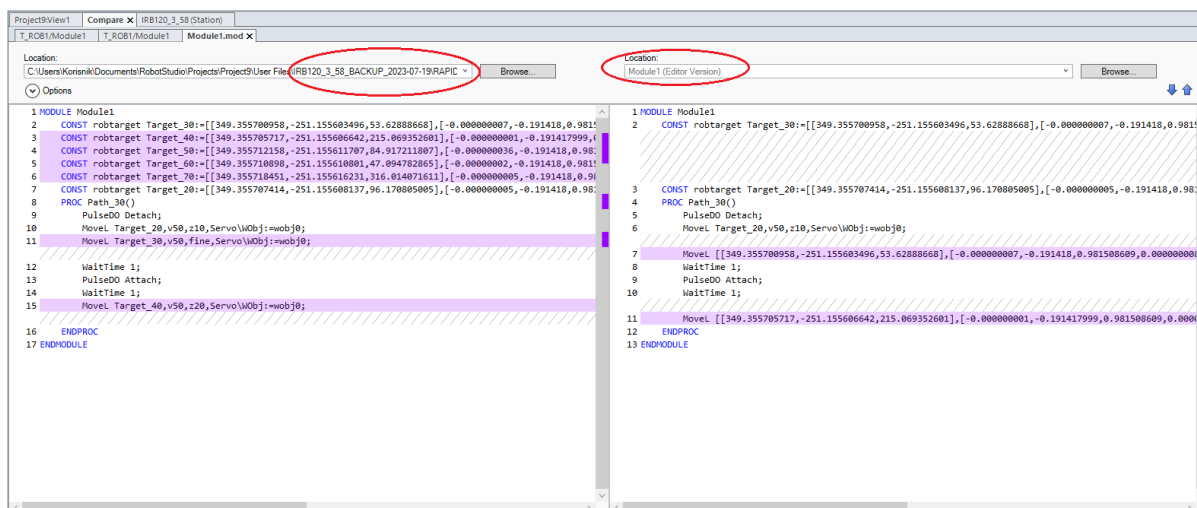 Project9:View1 Compare X IRB120_3_58 (Station)
T_ROB1/Module1 T_ROB1/Module1 Module1.mod X
Location:
C:\Users\Korisnik\Documents\RobotStudio\Projects\Project9\User Files\IRB120_3_58_BACKUP_2023-07-19\RAPID Browse...
Options
1 MODULE Module1
2 CONST robtarget Target_30:=[[349.355700958,-251.155603496,53.62888668],[-0.000000007,-0.191418,0.9815
3 CONST robtarget Target_40:=[[349.355705717,-251.155606642,215.069352601],[-0.000000001,-0.191417999,
4 CONST robtarget Target_50:=[[349.355712158,-251.155611707,84.917211807],[-0.000000036,-0.191418,0.981
5 CONST robtarget Target_60:=[[349.355710898,-251.155610801,47.094782865],[-0.00000002,-0.191418,0.9815
6 CONST robtarget Target_70:=[[349.355718451,-251.155616231,316.014071611],[-0.000000005,-0.191418,0.98
7 CONST robtarget Target_20:=[[349.355707414,-251.155608137,96.170805005],[-0.000000005,-0.191418,0.98
8 PROC Path_30()
9 PulseDO Detach;
10 MoveL Target_20,v50,z10,Servo\WObj:=wobj0;
11 MoveL Target_30,v50,fine,Servo\WObj:=wobj0;
12 WaitTime 1;
13 PulseDO Attach;
14 WaitTime 1;
15 MoveL Target_40,v50,z20,Servo\WObj:=wobj0;
16 ENDPROC
17 ENDMODULE
Location:
Module1 (Editor Version) Browse...
1 MODULE Module1
2 CONST robtarget Target_30:=[[349.355700958,-251.155603496,53.62888668],[-0.000000007,-0.191418,0.9815
3 CONST robtarget Target_20:=[[349.355707414,-251.155608137,96.170805005],[-0.000000005,-0.191418,0.98
4 PROC Path_30()
5 PulseDO Detach;
6 MoveL Target_20,v50,z10,Servo\WObj:=wobj0;
7 MoveL [[349.355700958,-251.155603496,53.62888668],[-0.000000007,-0.191418,0.981508609,0.000000008
8 WaitTime 1;
9 PulseDO Attach;
10 WaitTime 1;
11 MoveL [[349.355705717,-251.155606642,215.069352601],[-0.000000001,-0.191417999,0.981508609,0.0000
12 ENDPROC
13 ENDMODULE